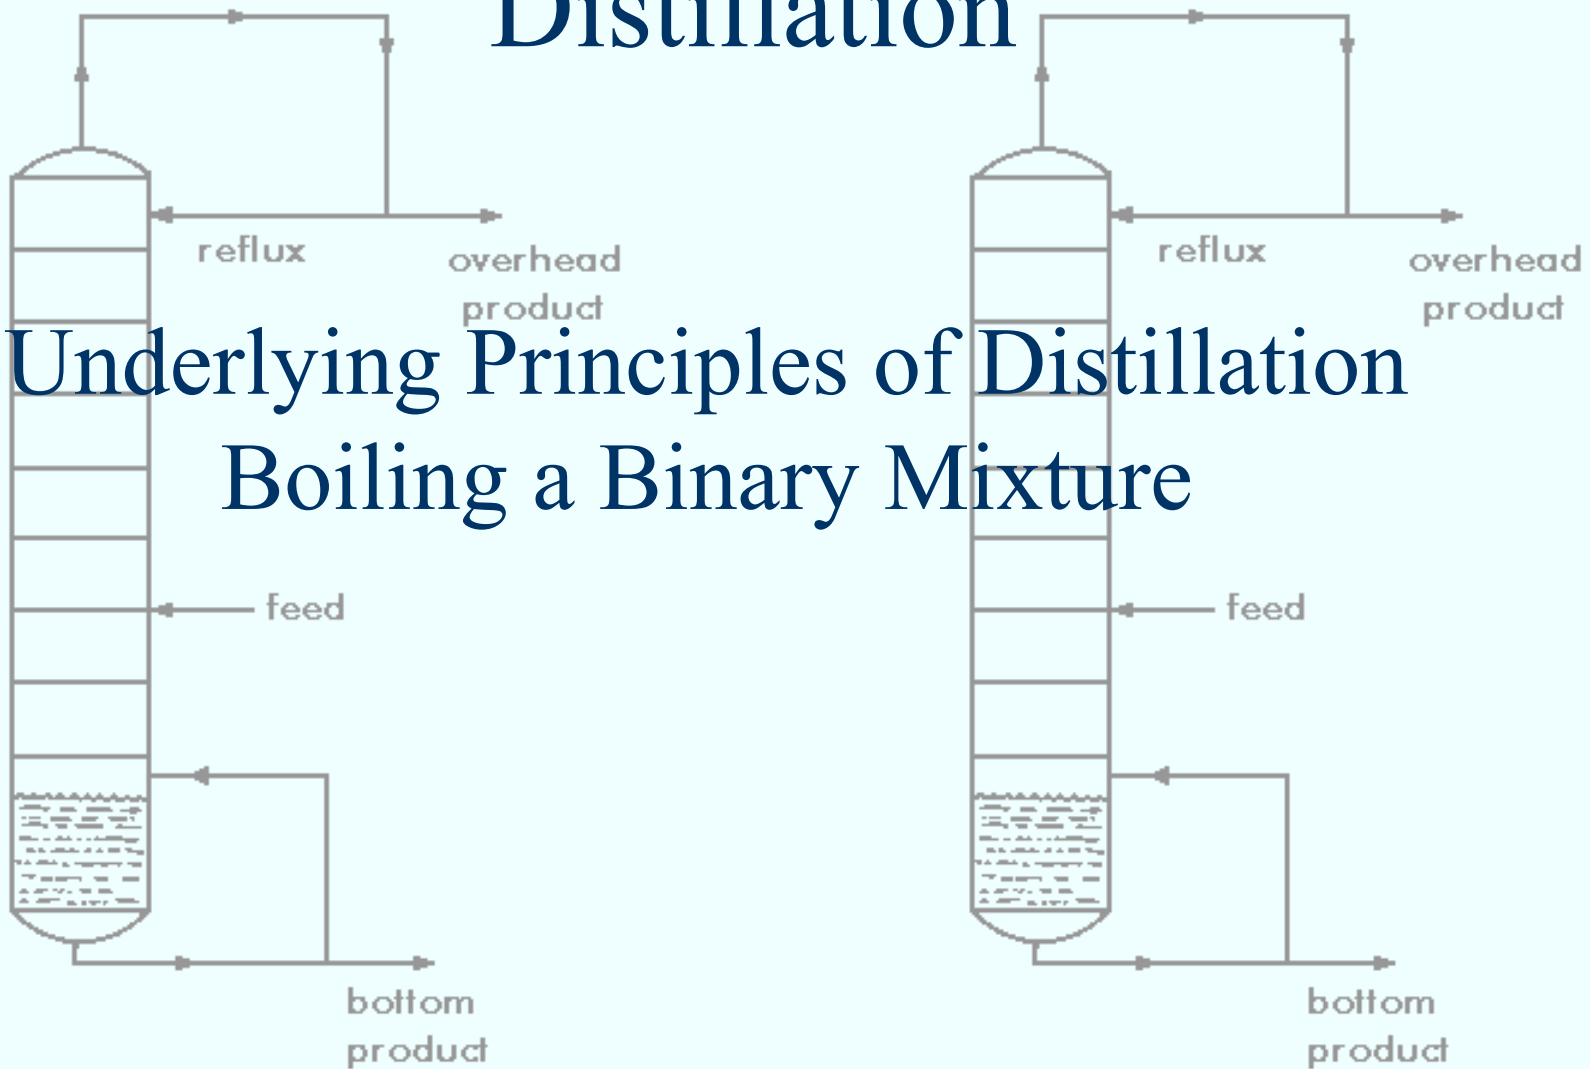 Distillation
reflux
overhead
product
reflux
overhead
product
Underlying Principles of Distillation
Boiling a Binary Mixture
feed
feed
bottom
product
bottom
product